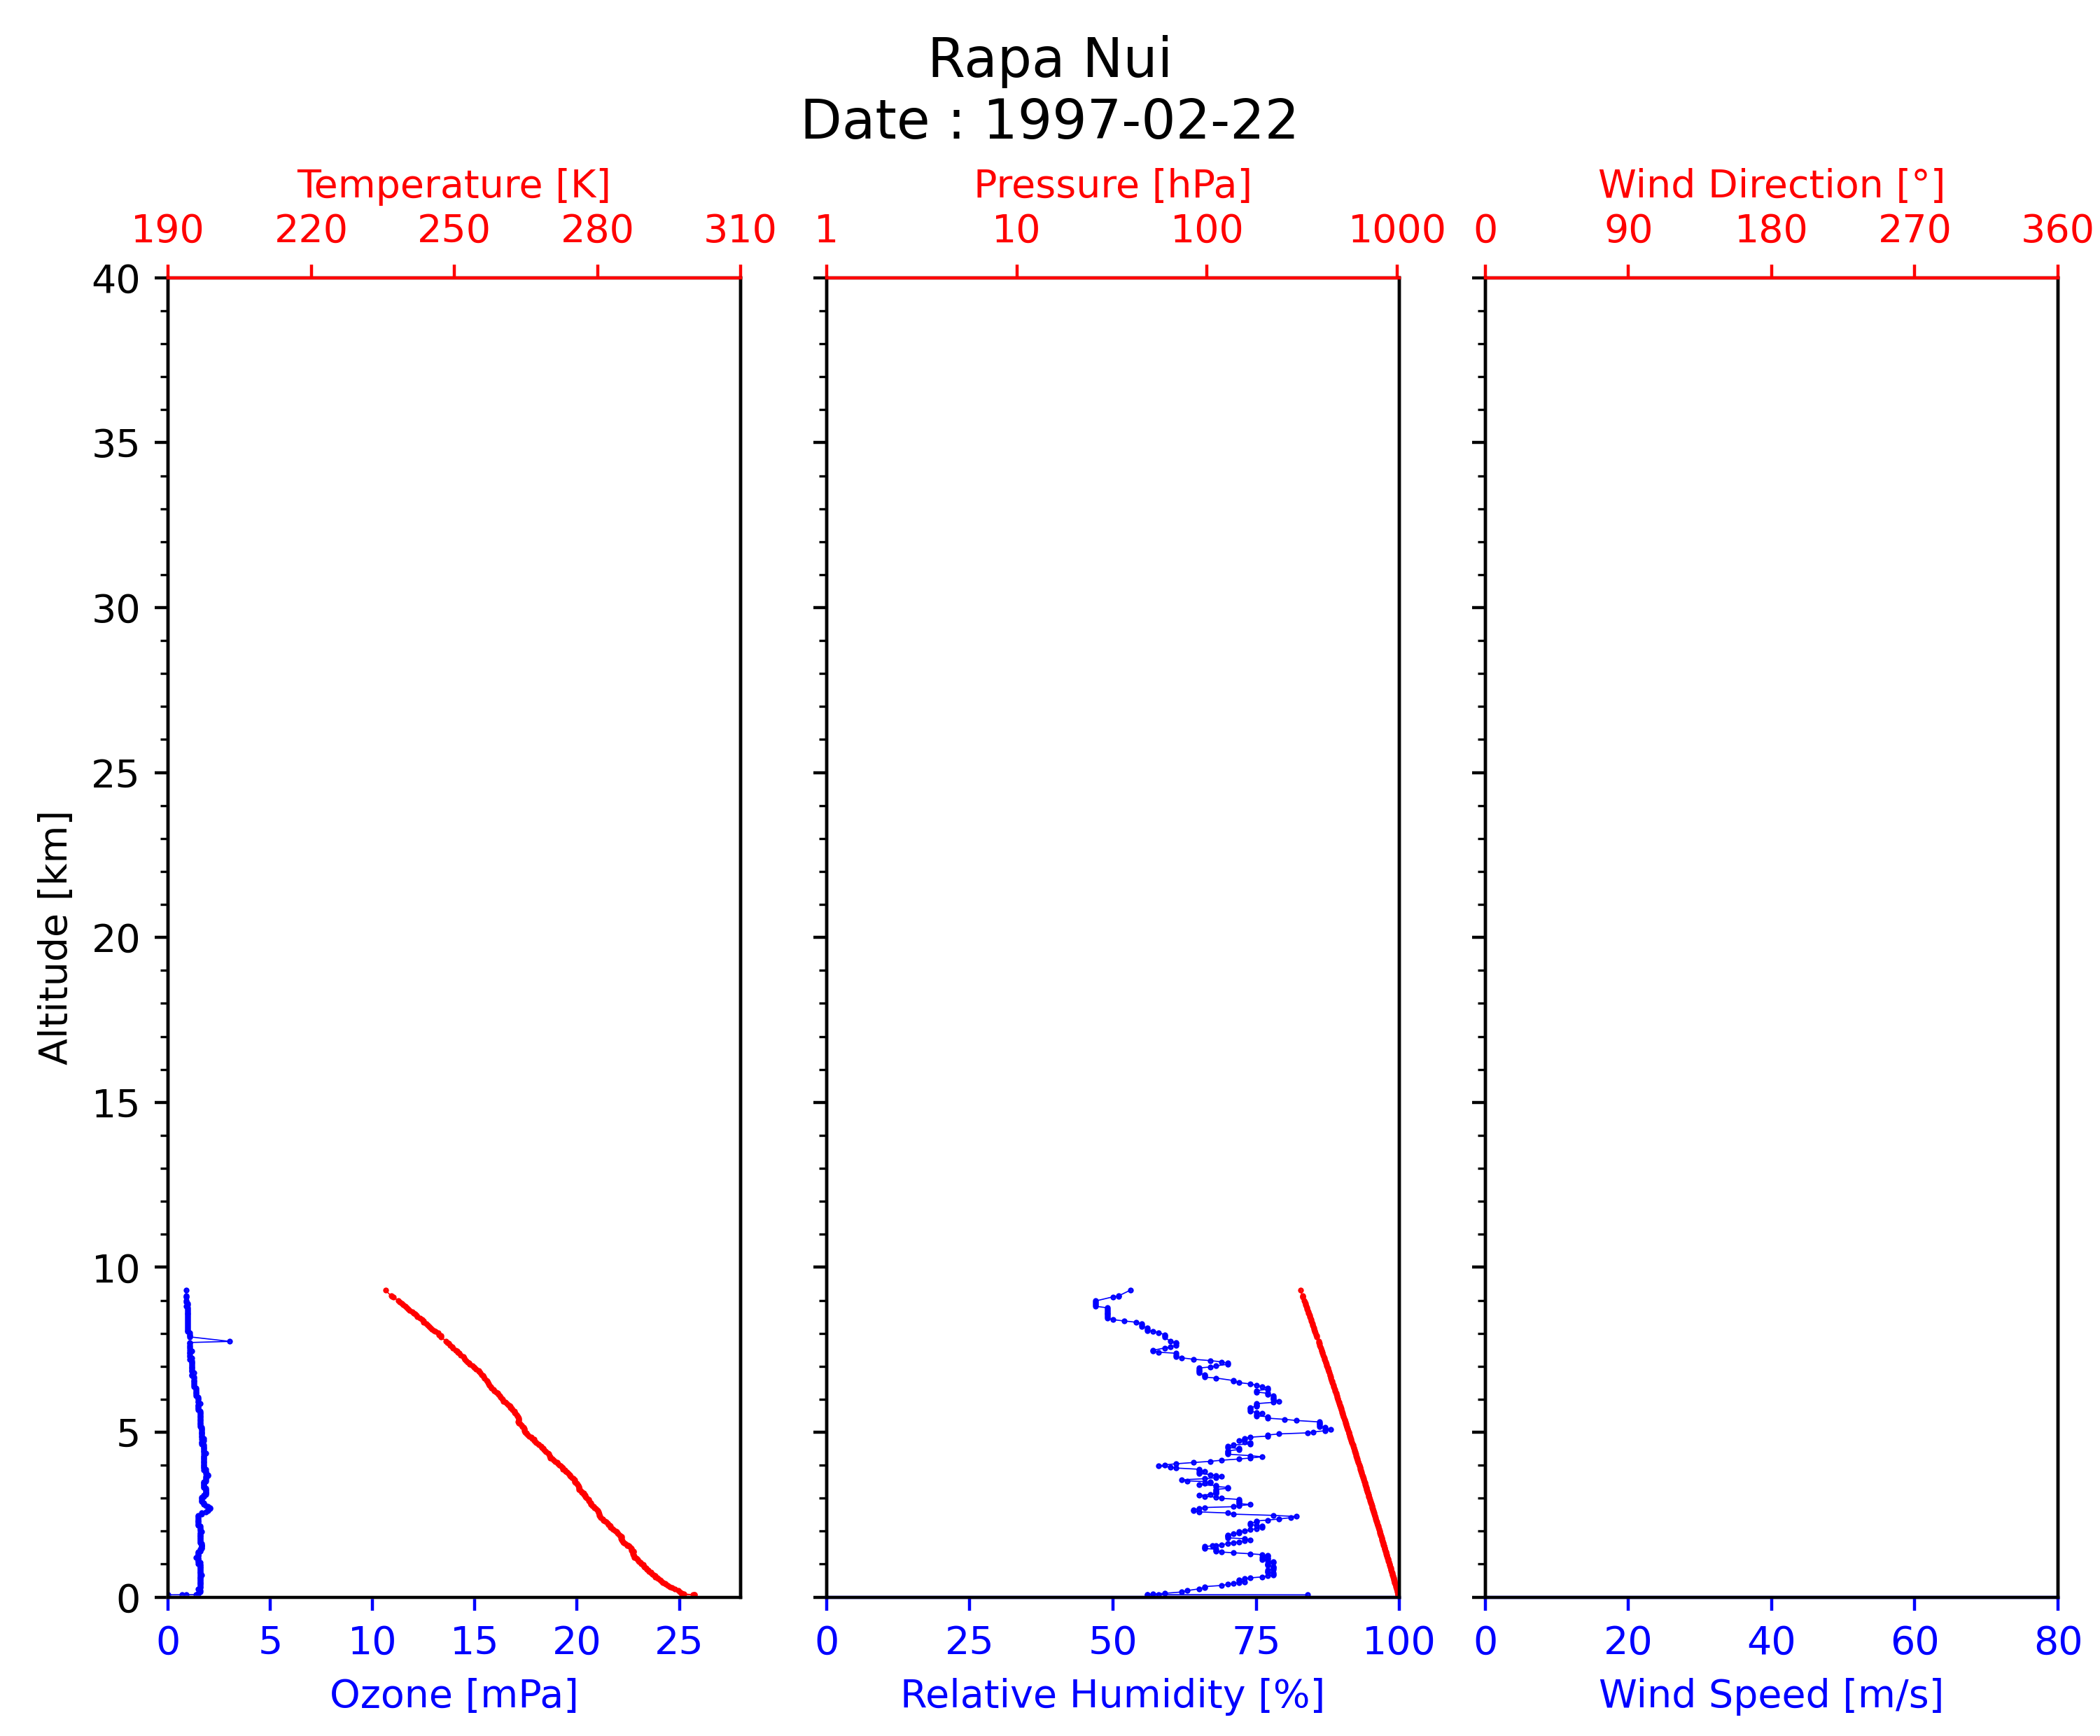 Rapa Nui
Date : 1997-02-22
Temperature [K] Pressure [hPa] Wind Direction [°]
190 220 250 280 310 1 10 100 1000 0 90 180 270 360
40
35
30
25
20
15
10
5
0
Altitude [km]
0 5 10 15 20 25 0 25 50 75 100 0 20 40 60 80
Ozone [mPa] Relative Humidity [%] Wind Speed [m/s]